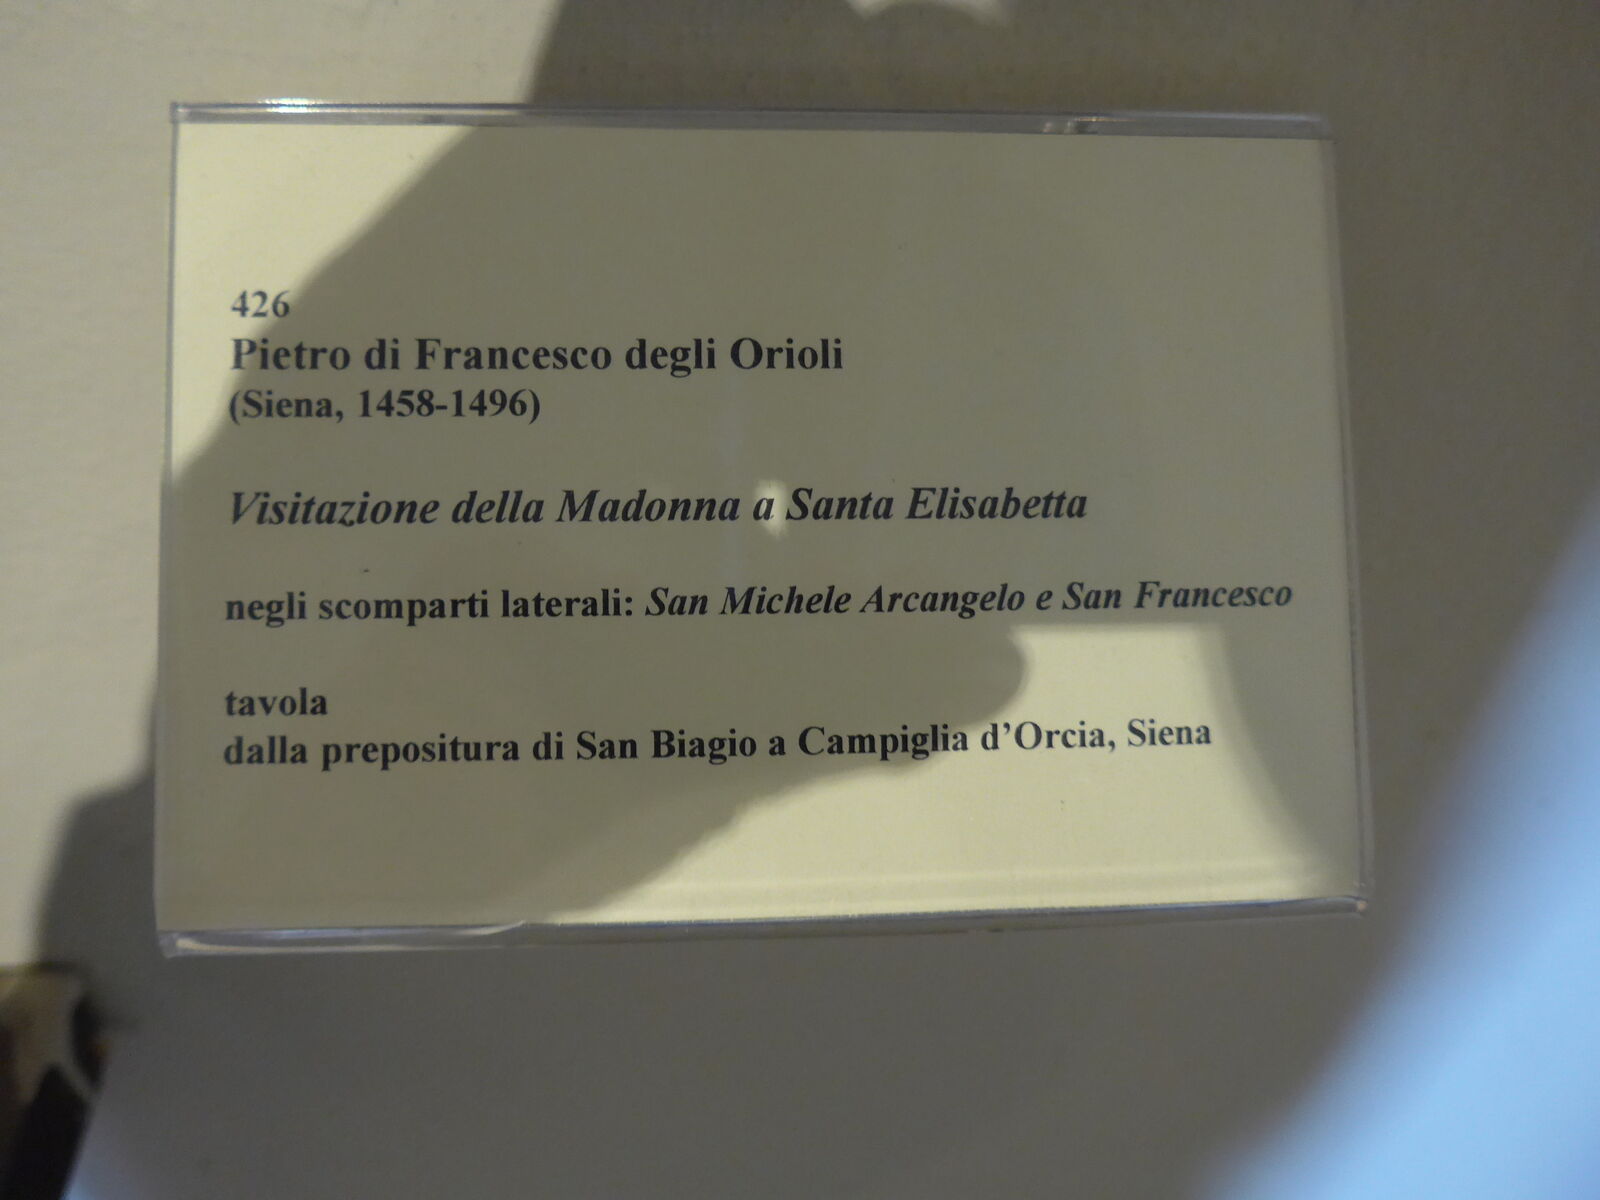 426
Pietro di Francesco degli Orioli
(Siena, 1458-1496)
Visitazione della Madonna a Santa Elisabetta
negli scomparti laterali: San Michele Arcangelo e San Francesco
tavola
dalla prepositura di San Biagio a Campiglia d’Orcia, Siena